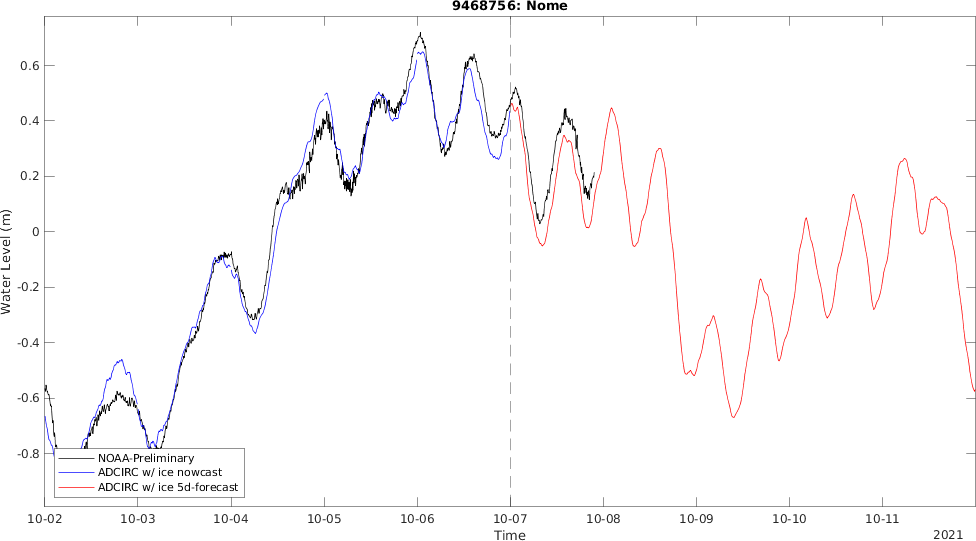 9468756: Nome
Water Level (m)
0.6
0.4
0.2
0
-0.2
-0.4
-0.6
-0.8
NOAA-Preliminary
ADCIRC w/ ice nowcast
ADCIRC w/ ice 5d-forecast
10-02 10-03 10-04 10-05 10-06 10-07 10-08 10-09 10-10 10-11
Time
2021